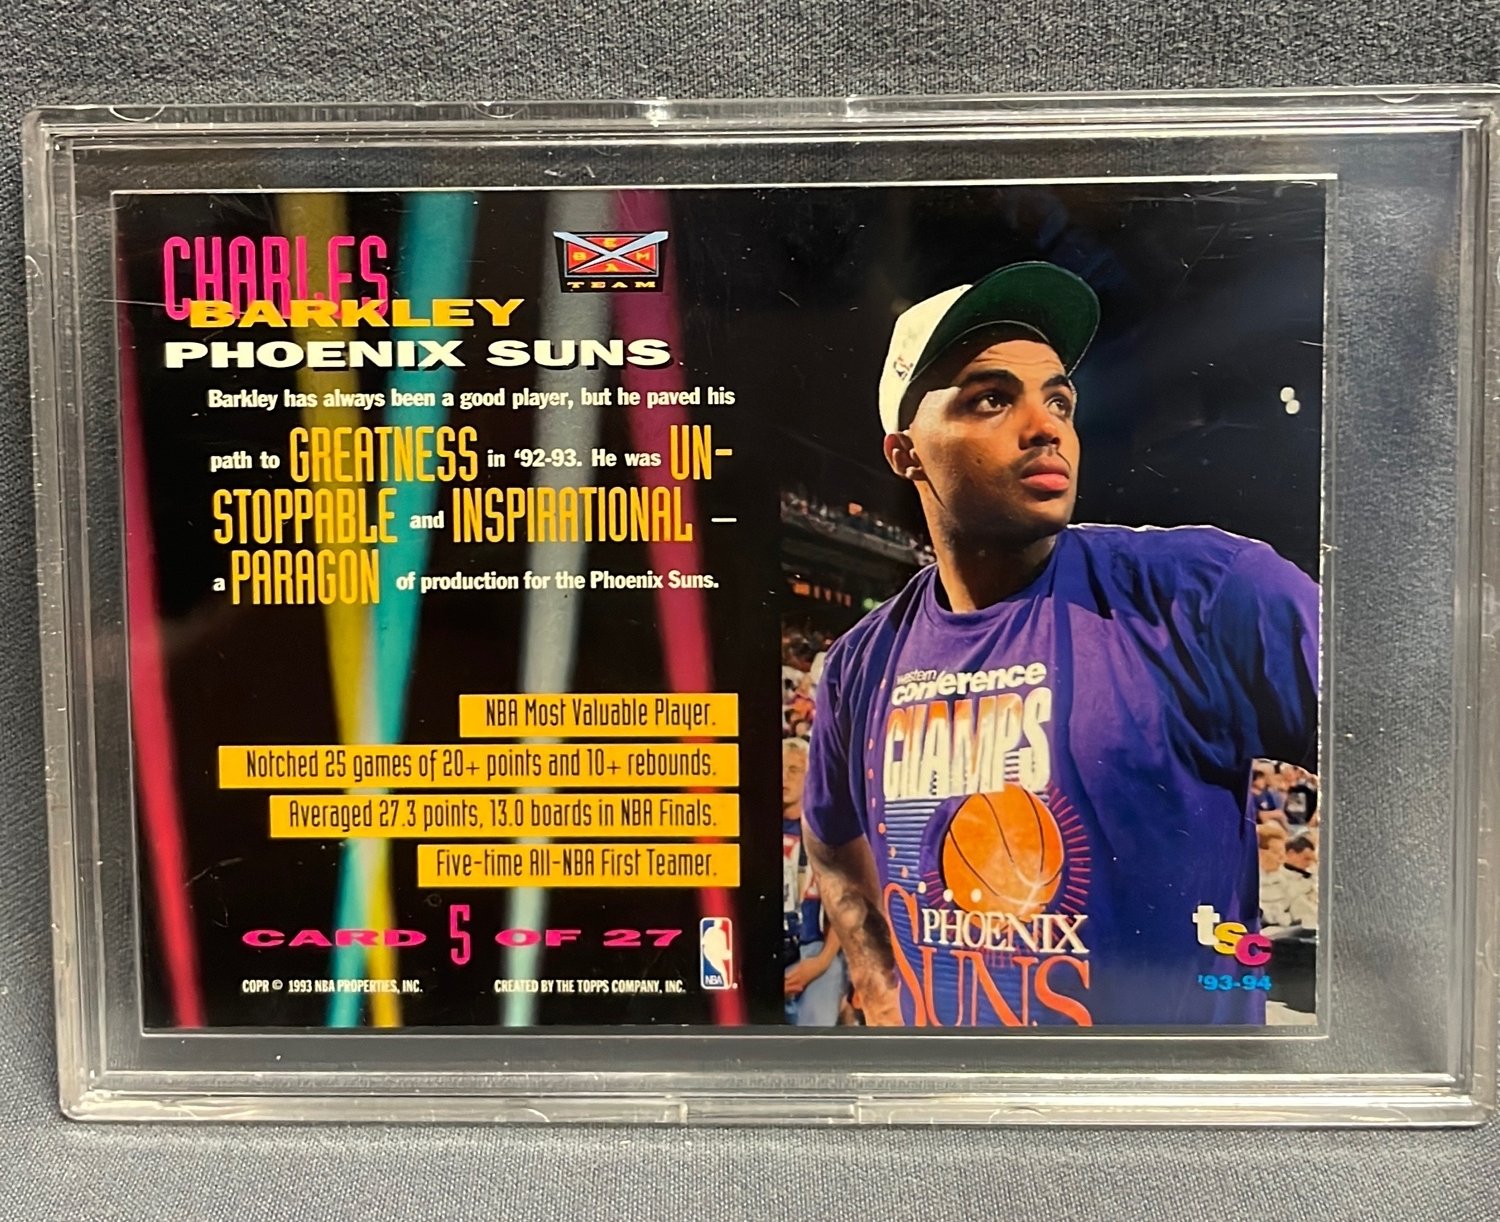 CHARLES
BARKLEY
PHOENIX SUNS
BEAM
TEAM
Barkley has always been a good player, but he paved his
path to GREATNESS in '92-93. He was UN-
STOPPABLE and INSPIRATIONAL —
a PARAGON of production for the Phoenix Suns.
NBA Most Valuable Player.
Notched 25 games of 20+ points and 10+ rebounds.
Averaged 27.3 points, 13.0 boards in NBA Finals.
Five-time All-NBA First Teamer.
CARD 5 OF 27
COPR © 1993 NBA PROPERTIES, INC. CREATED BY THE TOPPS COMPANY, INC.
NBA
western
conference
CHAMPS
PHOENIX
SUNS
tsc
'93-94